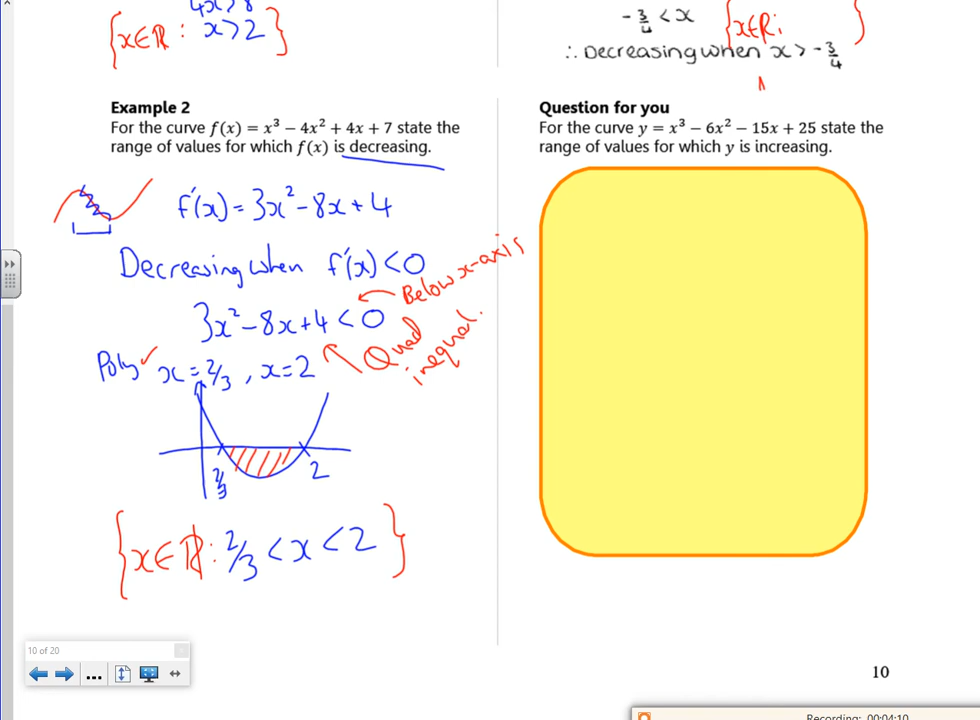 4x > 8
{x∈ℝ : x > 2}
Example 2
For the curve f(x) = x³ − 4x² + 4x + 7 state the
range of values for which f(x) is decreasing.
f'(x) = 3x² − 8x + 4
Decreasing when f'(x) < 0
Below x-axis
3x² − 8x + 4 < 0
Quad inequal.
Poly ✓ x = 2/3 , x = 2
2/3 2
{x∈ℝ : 2/3 < x < 2}
10 of 20
x
...
−3/4 < x {x∈ℝ: }
∴ Decreasing when x > −3/4
Question for you
For the curve y = x³ − 6x² − 15x + 25 state the
range of values for which y is increasing.
10
Recording: 00:04:10